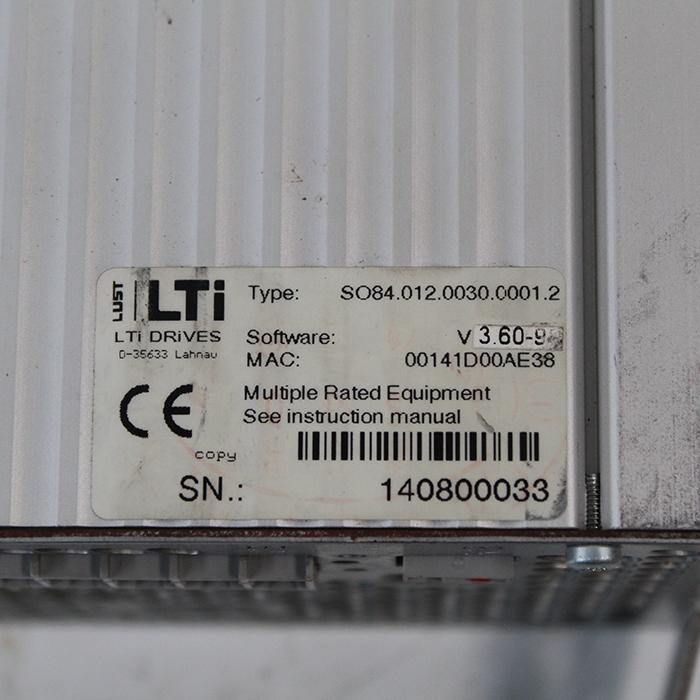 LUST LTi
LTi DRiVES
D-35633 Lahnau
Type: SO84.012.0030.0001.2
Software: V 3.60-9
MAC: 00141D00AE38
Multiple Rated Equipment
See instruction manual
CE
copy
SN.: 140800033